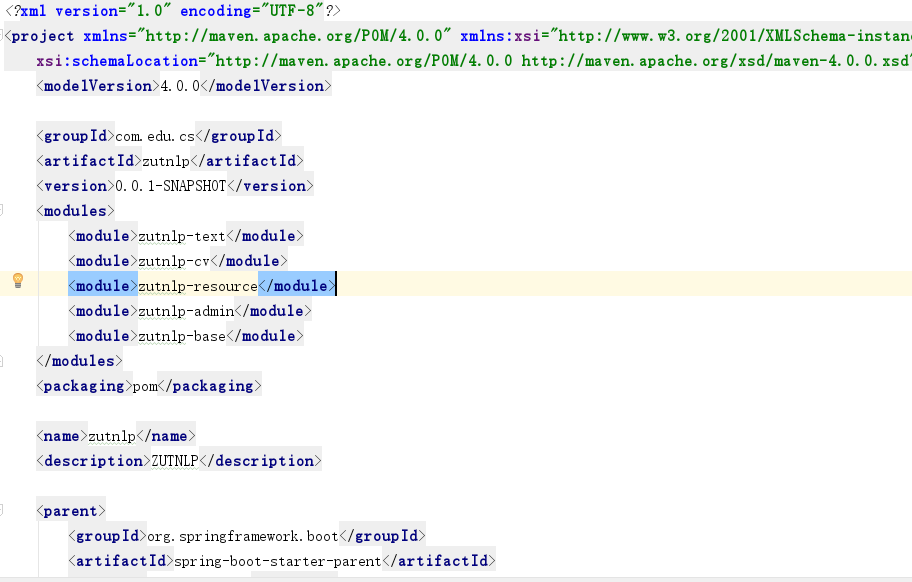 <?xml version="1.0" encoding="UTF-8"?>
<project xmlns="http://maven.apache.org/POM/4.0.0" xmlns:xsi="http://www.w3.org/2001/XMLSchema-instanc
xsi:schemaLocation="http://maven.apache.org/POM/4.0.0 http://maven.apache.org/xsd/maven-4.0.0.xsd"
<modelVersion>4.0.0</modelVersion>
<groupId>com.edu.cs</groupId>
<artifactId>zutnlp</artifactId>
<version>0.0.1-SNAPSHOT</version>
<modules>
<module>zutnlp-text</module>
<module>zutnlp-cv</module>
<module>zutnlp-resource</module>
<module>zutnlp-admin</module>
<module>zutnlp-base</module>
</modules>
<packaging>pom</packaging>
<name>zutnlp</name>
<description>ZUTNLP</description>
<parent>
<groupId>org.springframework.boot</groupId>
<artifactId>spring-boot-starter-parent</artifactId>